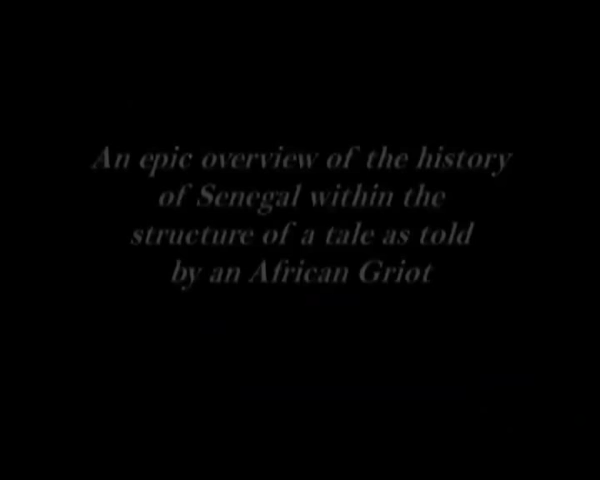 An epic overview of the history
of Senegal within the
structure of a tale as told
by an African Griot